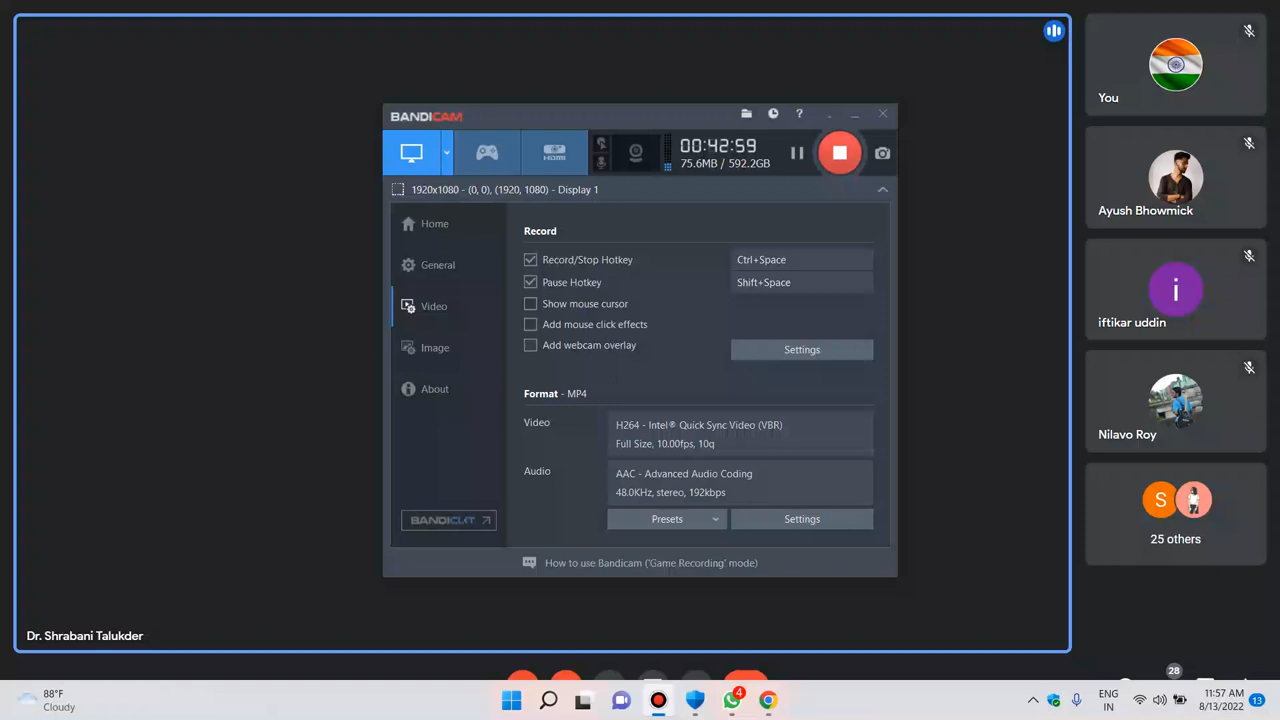 BANDICAM
00:42:59
75.6MB / 592.2GB
HDMI
1920x1080 - (0, 0), (1920, 1080) - Display 1
Home
General
Video
Image
About
BANDICUT
Record
Record/Stop Hotkey
Ctrl+Space
Pause Hotkey
Shift+Space
Show mouse cursor
Add mouse click effects
Add webcam overlay
Settings
Format - MP4
Video
H264 - Intel® Quick Sync Video (VBR)
Full Size, 10.00fps, 10q
Audio
AAC - Advanced Audio Coding
48.0KHz, stereo, 192kbps
Presets
Settings
How to use Bandicam ('Game Recording' mode)
Dr. Shrabani Talukder
You
Ayush Bhowmick
i
iftikar uddin
Nilavo Roy
S
25 others
28
88°F
Cloudy
4
ENG
IN
11:57 AM
8/13/2022
13